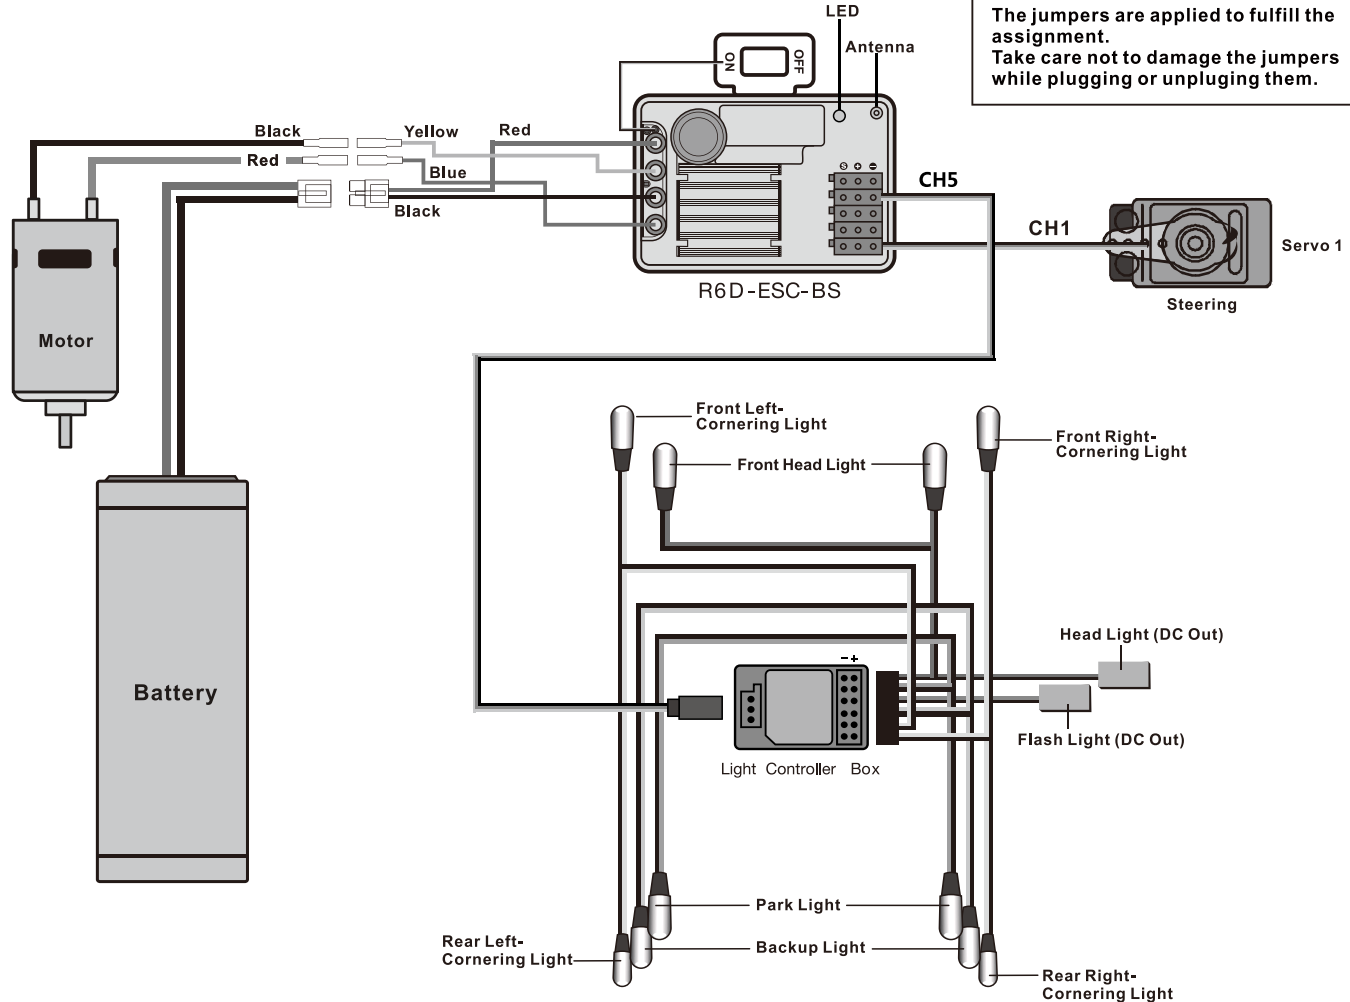 LED
The jumpers are applied to fulfill the
assignment.
Take care not to damage the jumpers
while plugging or unpluging them.
Antenna
ON
OFF
Black
Yellow
Red
Red
Blue
Black
S + -
CH5
CH1
Servo 1
Steering
R6D-ESC-BS
Motor
Front Left-
Cornering Light
Front Head Light
Front Right-
Cornering Light
Battery
- +
Head Light (DC Out)
Flash Light (DC Out)
Light Controller Box
Park Light
Rear Left-
Cornering Light
Backup Light
Rear Right-
Cornering Light